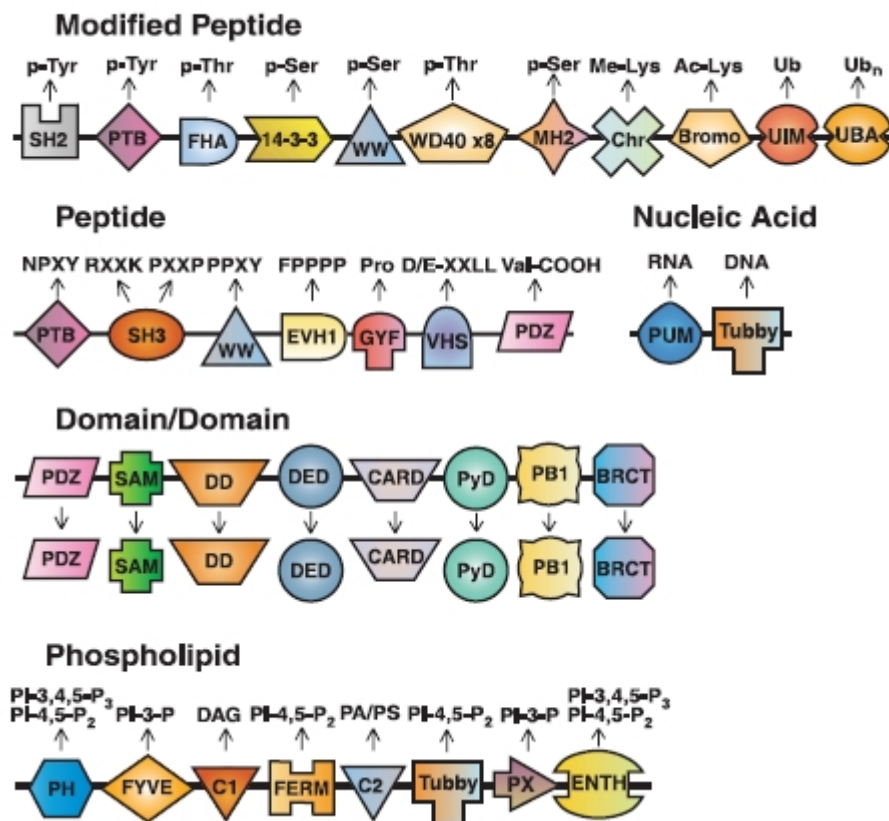 Modified Peptide
p-Tyr p-Tyr p-Thr p-Ser p-Ser p-Thr p-Ser Me-Lys Ac-Lys Ub Ubn
SH2 PTB FHA 14-3-3 WW WD40 x8 MH2 Chr Bromo UIM UBA
Peptide Nucleic Acid
NPXY RXXK PXXP PPXY FPPPP Pro D/E-XXLL Val-COOH RNA DNA
PTB SH3 WW EVH1 GYF VHS PDZ PUM Tubby
Domain/Domain
PDZ SAM DD DED CARD PyD PB1 BRCT
PDZ SAM DD DED CARD PyD PB1 BRCT
Phospholipid
PI-3,4,5-P3 PI-3,4,5-P3
PI-4,5-P2 PI-3-P DAG PI-4,5-P2 PA/PS PI-4,5-P2 PI-3-P PI-4,5-P2
PH FYVE C1 FERM C2 Tubby PX ENTH